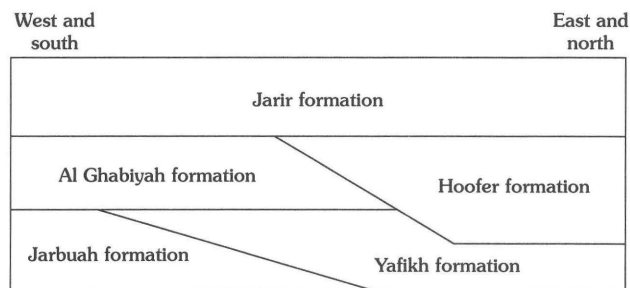 West and
south
East and
north
Jarir formation
Al Ghabiyah formation
Hoofer formation
Jarbuah formation
Yafikh formation